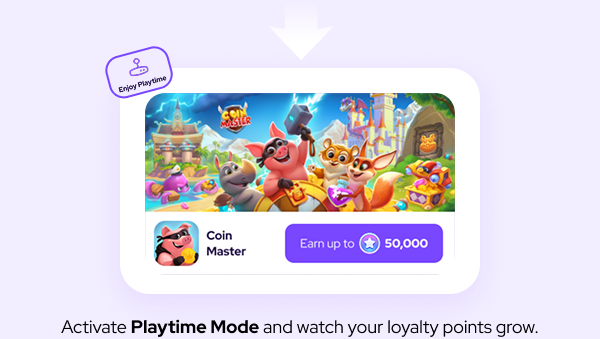 Enjoy Playtime
COIN
MASTER
Coin
Master
Earn up to 50,000
Activate Playtime Mode and watch your loyalty points grow.